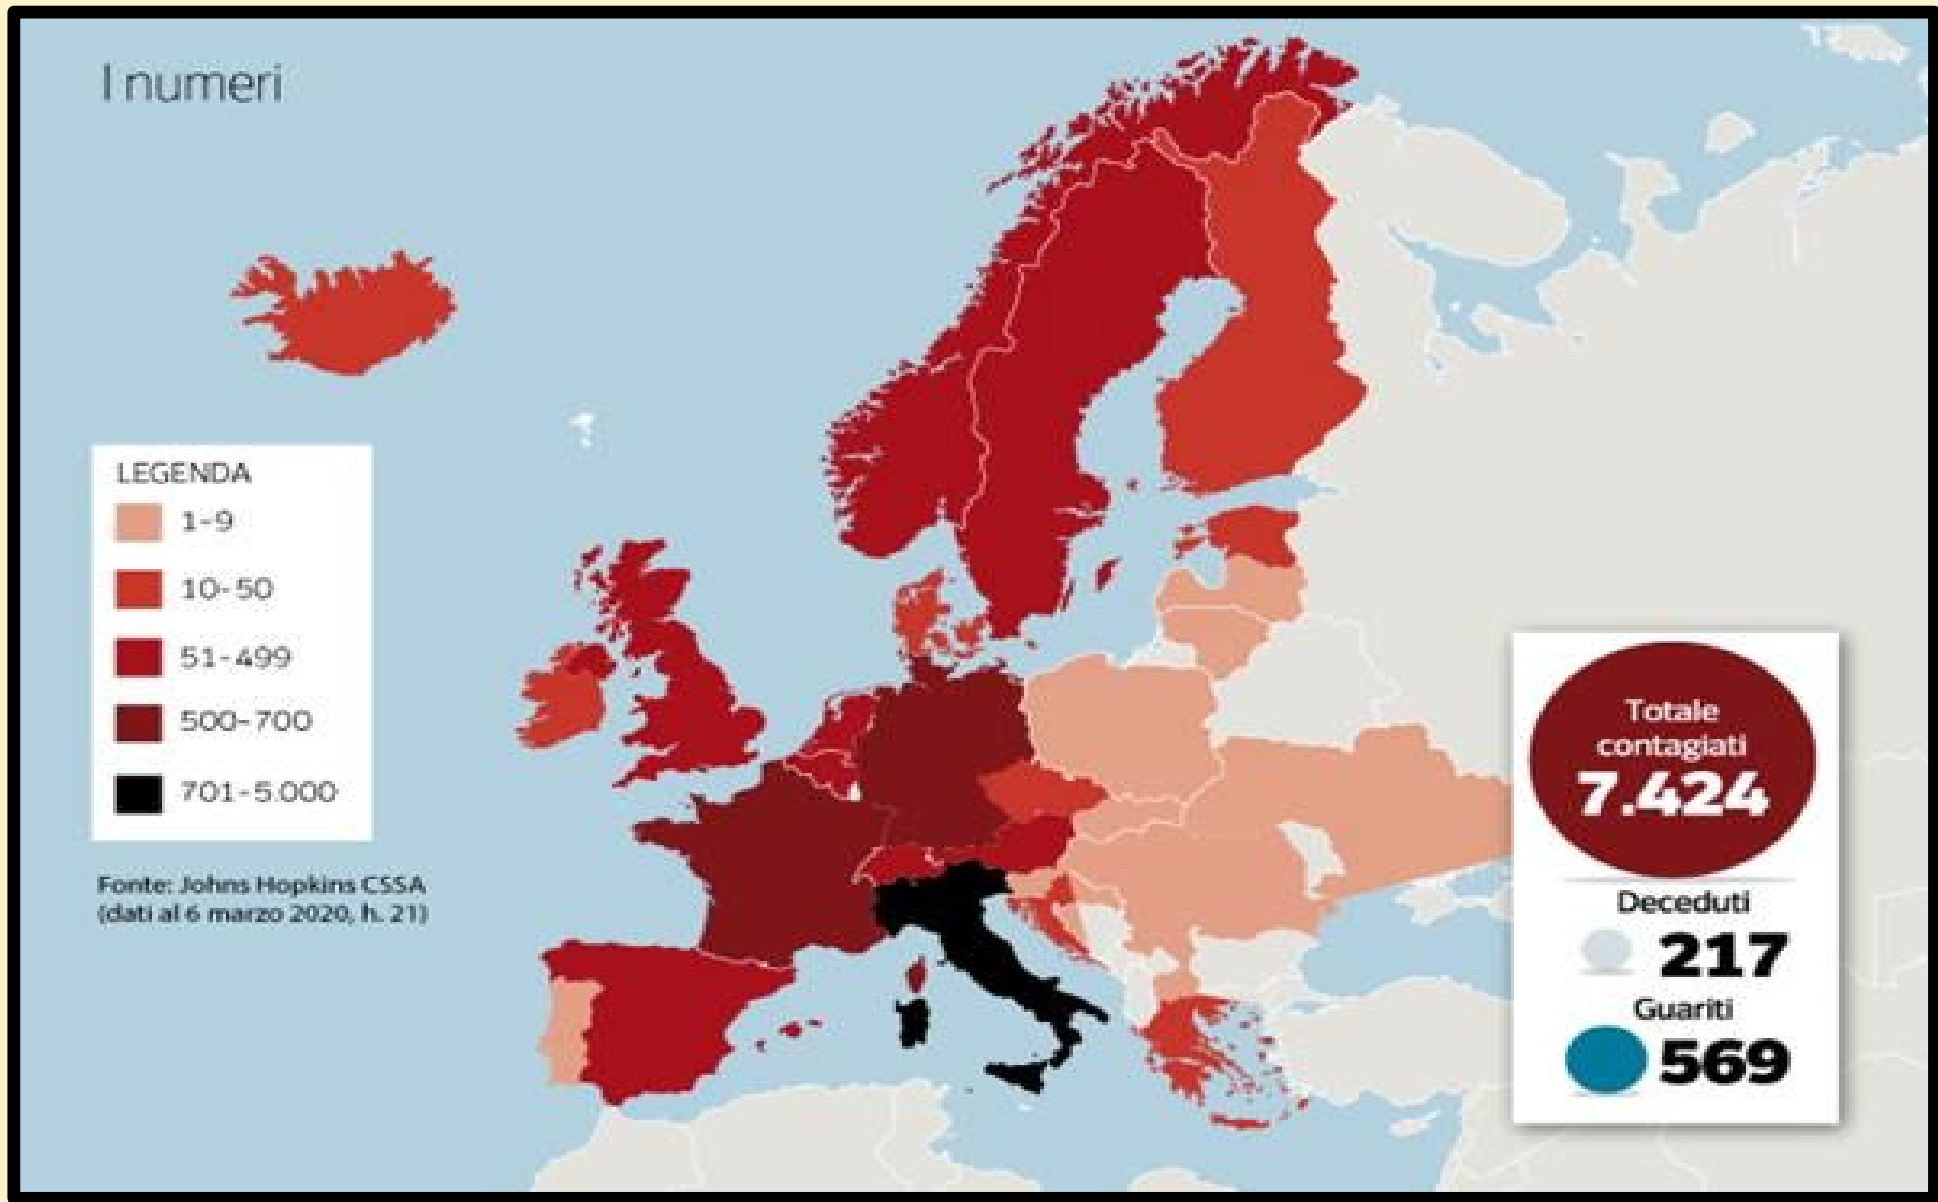 I numeri
LEGENDA
1-9
10-50
51-499
500-700
701-5.000
Fonte: Johns Hopkins CSSA
(dati al 6 marzo 2020, h. 21)
Totale
contagiati
7.424
Deceduti
217
Guariti
569